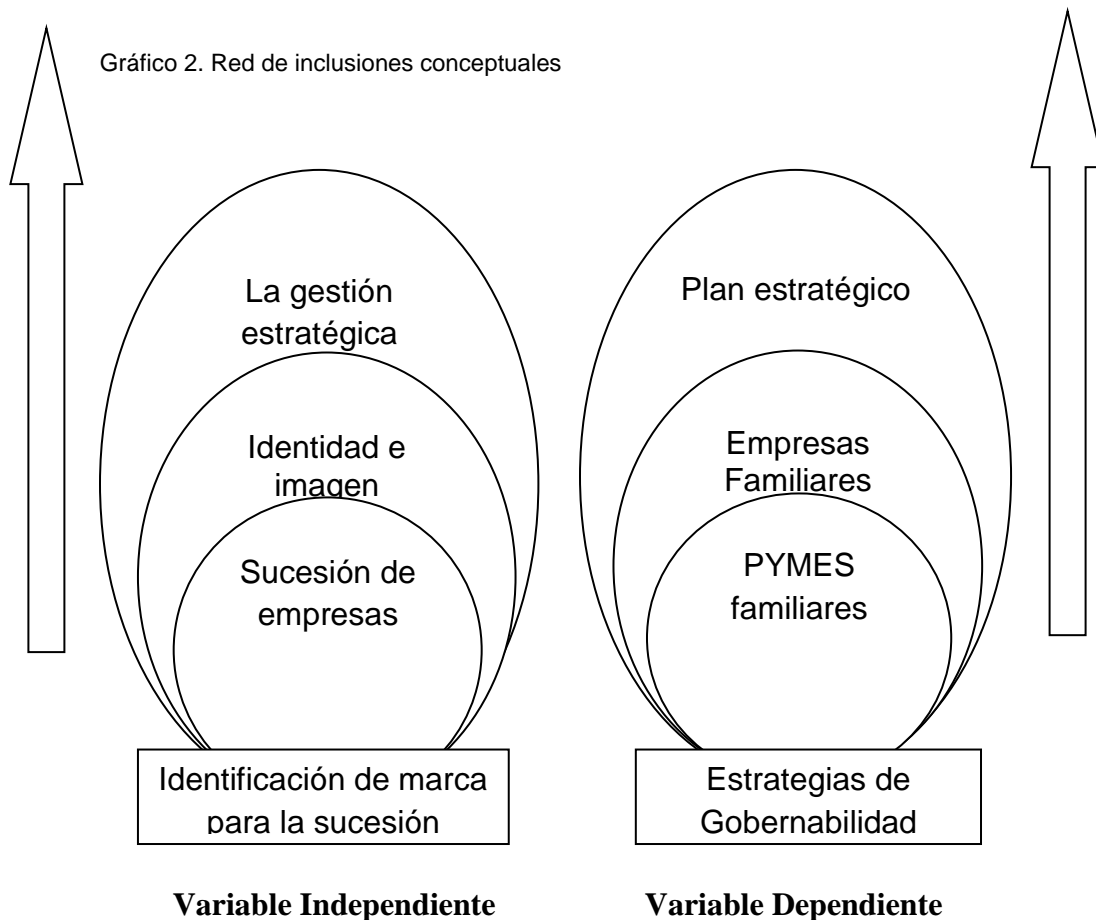 Gráfico 2. Red de inclusiones conceptuales
La gestión
estratégica
Identidad e
imagen
Sucesión de
empresas
Identificación de marca
para la sucesión
Variable Independiente
Plan estratégico
Empresas
Familiares
PYMES
familiares
Estrategias de
Gobernabilidad
Variable Dependiente